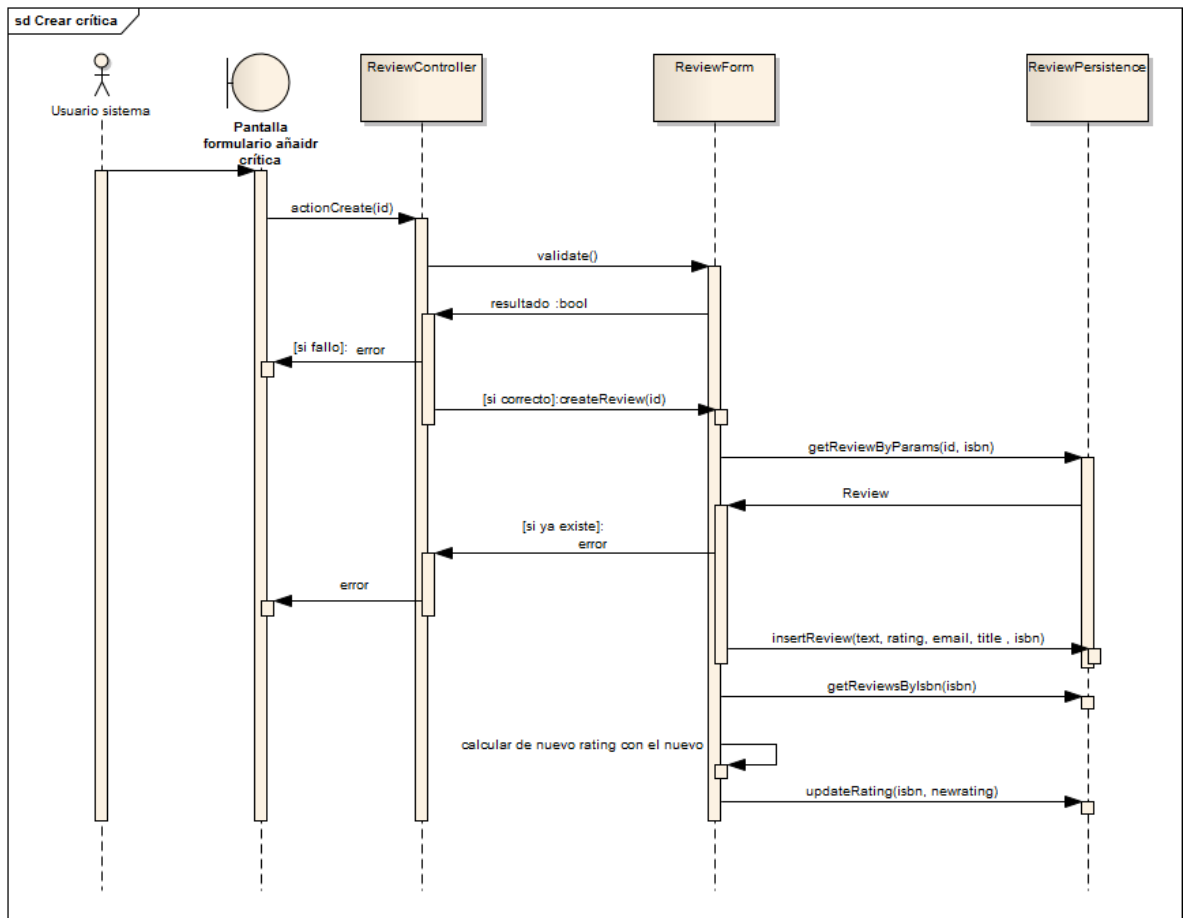 sd Crear crítica
Usuario sistema
Pantalla
formulario añaidr
crítica
ReviewController
ReviewForm
ReviewPersistence
actionCreate(id)
validate()
resultado :bool
[si fallo]: error
[si correcto]:createReview(id)
getReviewByParams(id, isbn)
Review
[si ya existe]:
error
error
insertReview(text, rating, email, title , isbn)
getReviewsByIsbn(isbn)
calcular de nuevo rating con el nuevo
updateRating(isbn, newrating)